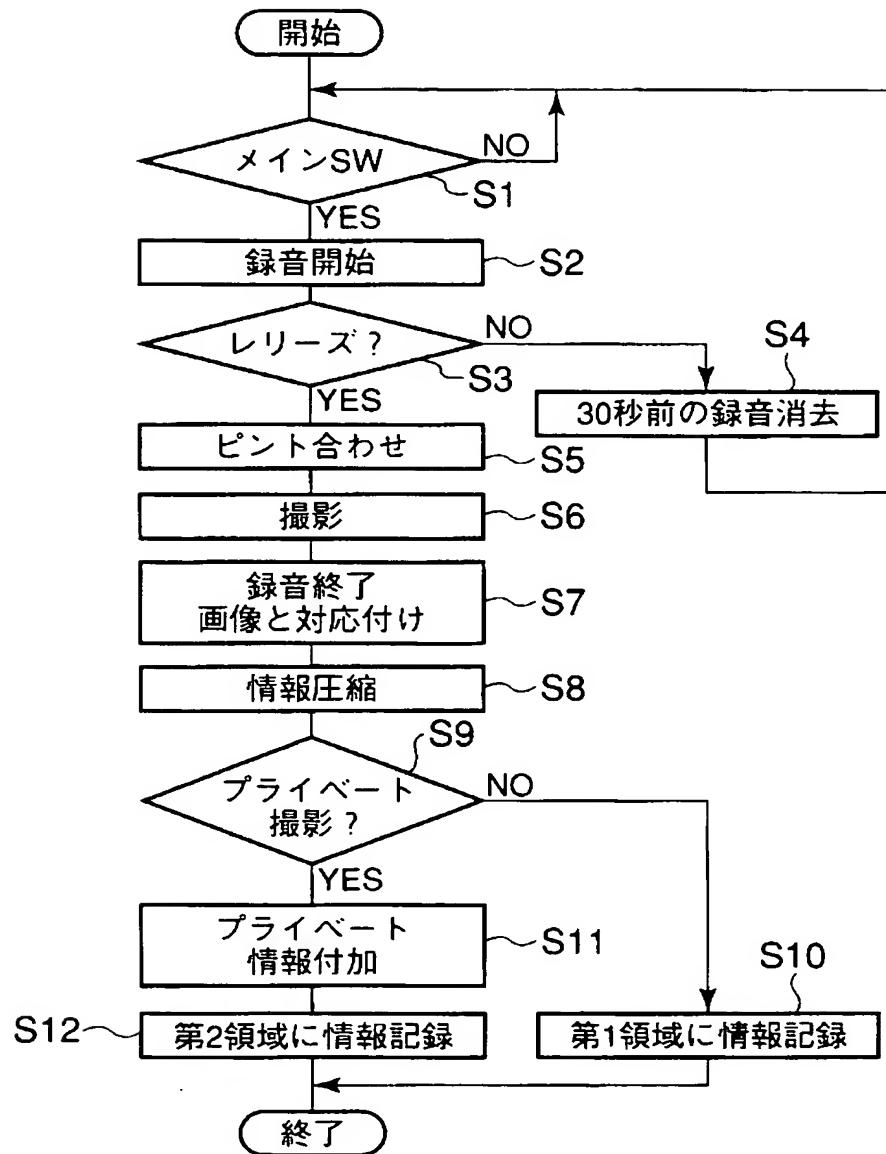 開始
メインSW
NO
S1
YES
録音開始
S2
レリーズ?
NO
S3
YES
S4
30秒前の録音消去
ピント合わせ
S5
撮影
S6
録音終了
画像と対応付け
S7
情報圧縮
S8
S9
プライベート
撮影?
NO
YES
プライベート
情報付加
S11
S10
S12
第2領域に情報記録
第1領域に情報記録
終了